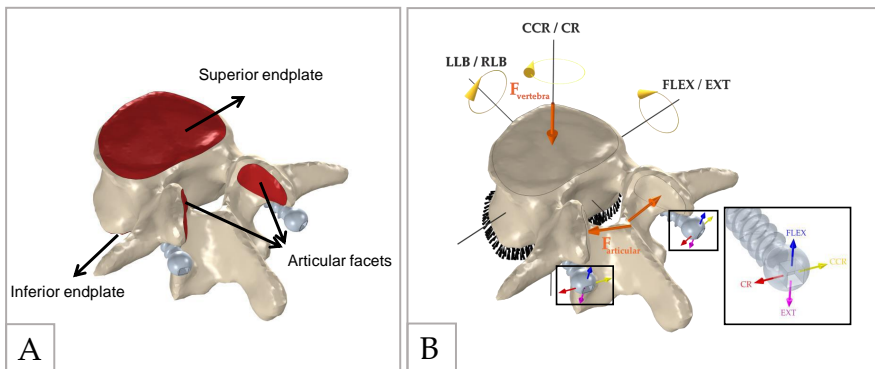 Superior endplate
Articular facets
Inferior endplate
A
CCR / CR
LLB / RLB
FLEX / EXT
F vertebra
F articular
FLEX
CCR
CR
EXT
B